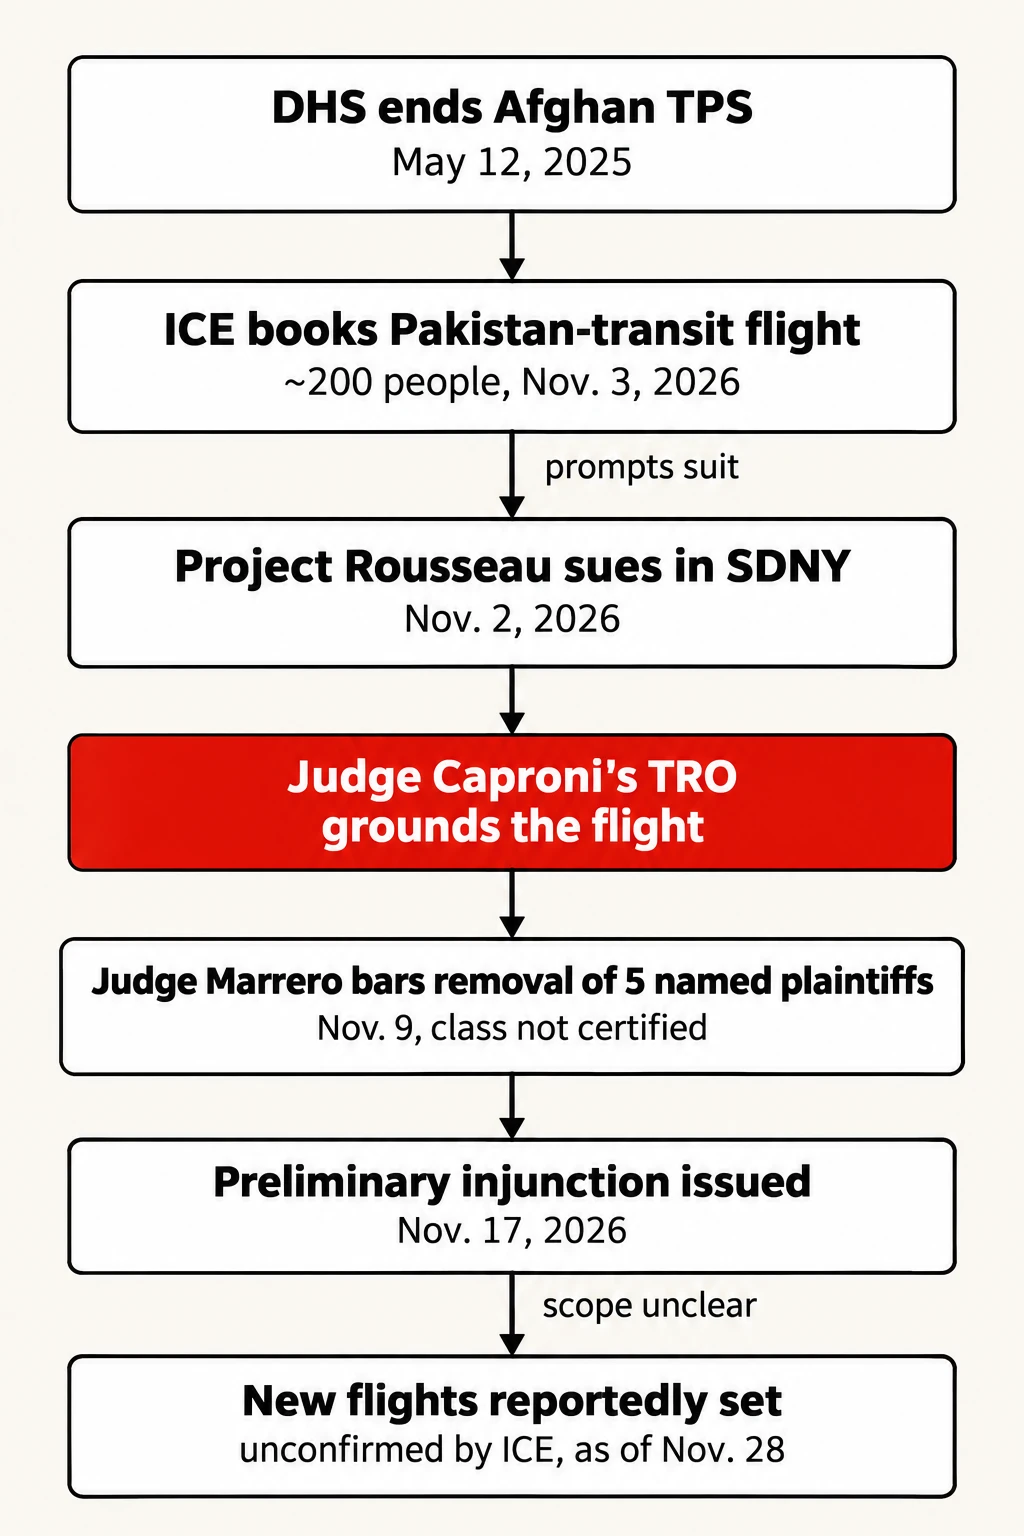 DHS ends Afghan TPS
May 12, 2025
ICE books Pakistan-transit flight
~200 people, Nov. 3, 2026
prompts suit
Project Rousseau sues in SDNY
Nov. 2, 2026
Judge Caproni's TRO
grounds the flight
Judge Marrero bars removal of 5 named plaintiffs
Nov. 9, class not certified
Preliminary injunction issued
Nov. 17, 2026
scope unclear
New flights reportedly set
unconfirmed by ICE, as of Nov. 28